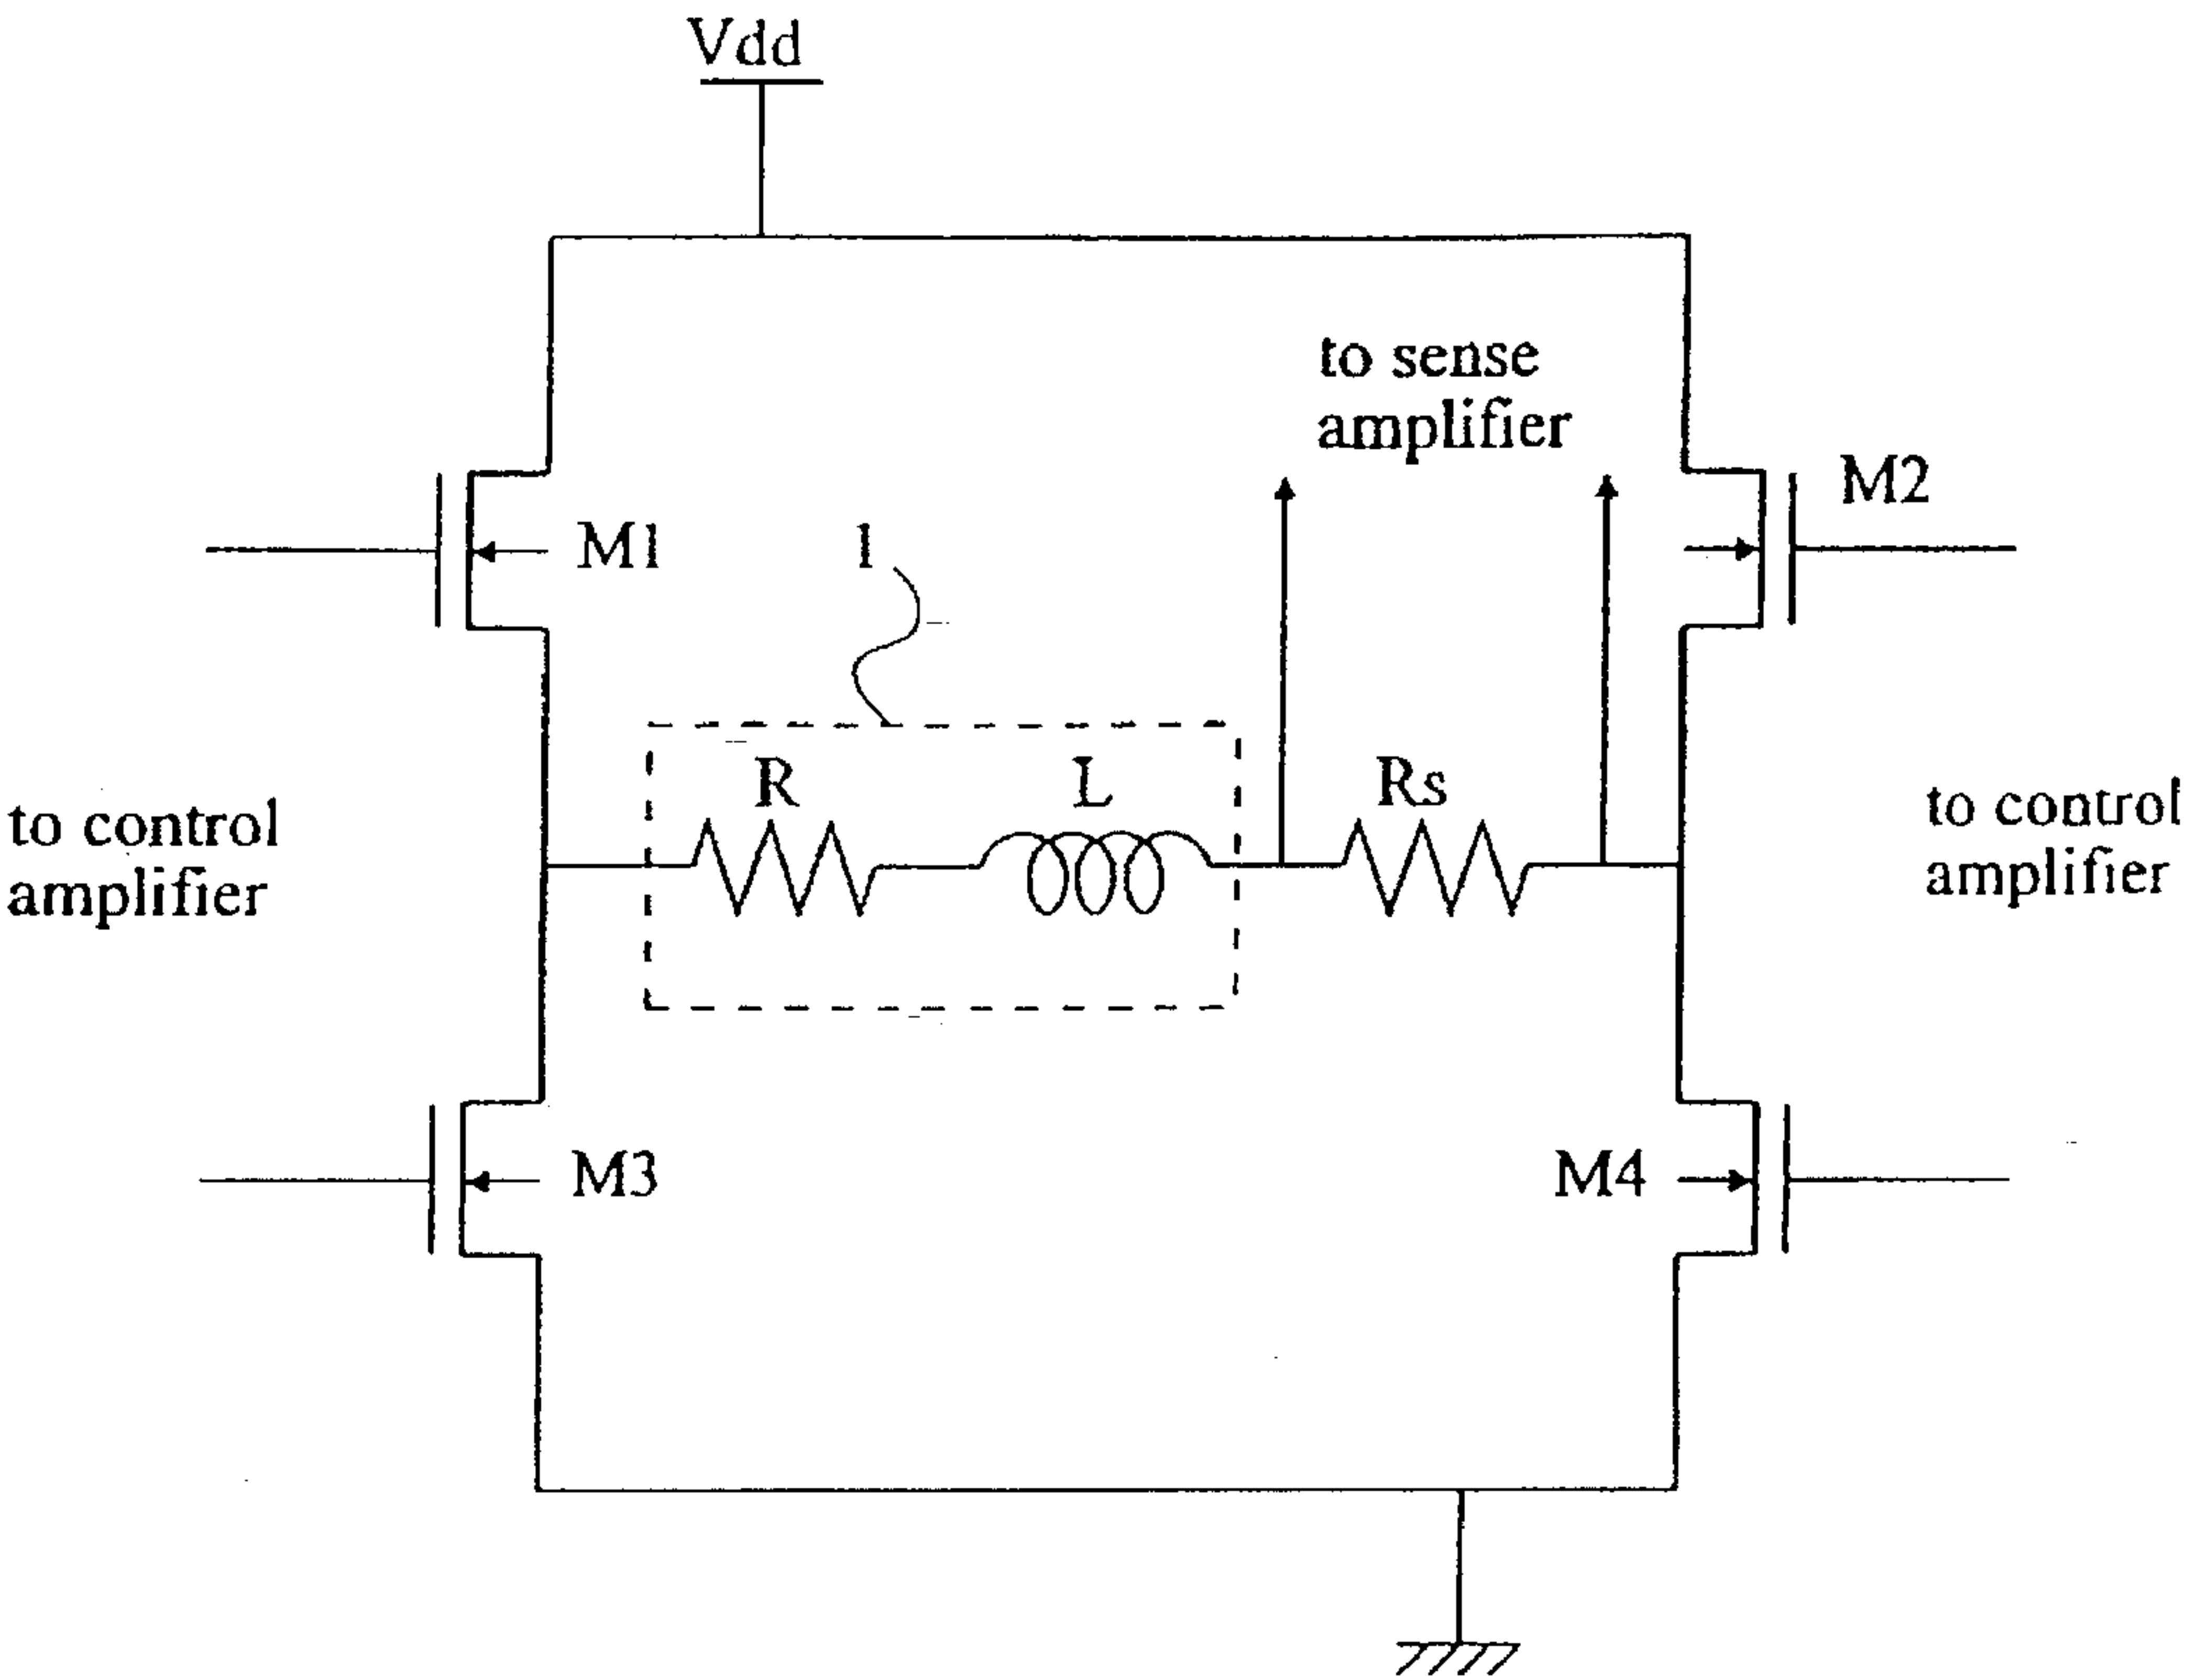 Vdd
to sense
amplifier
M2
M1
1
R
L
Rs
to control
amplifier
to control
amplifier
M3
M4